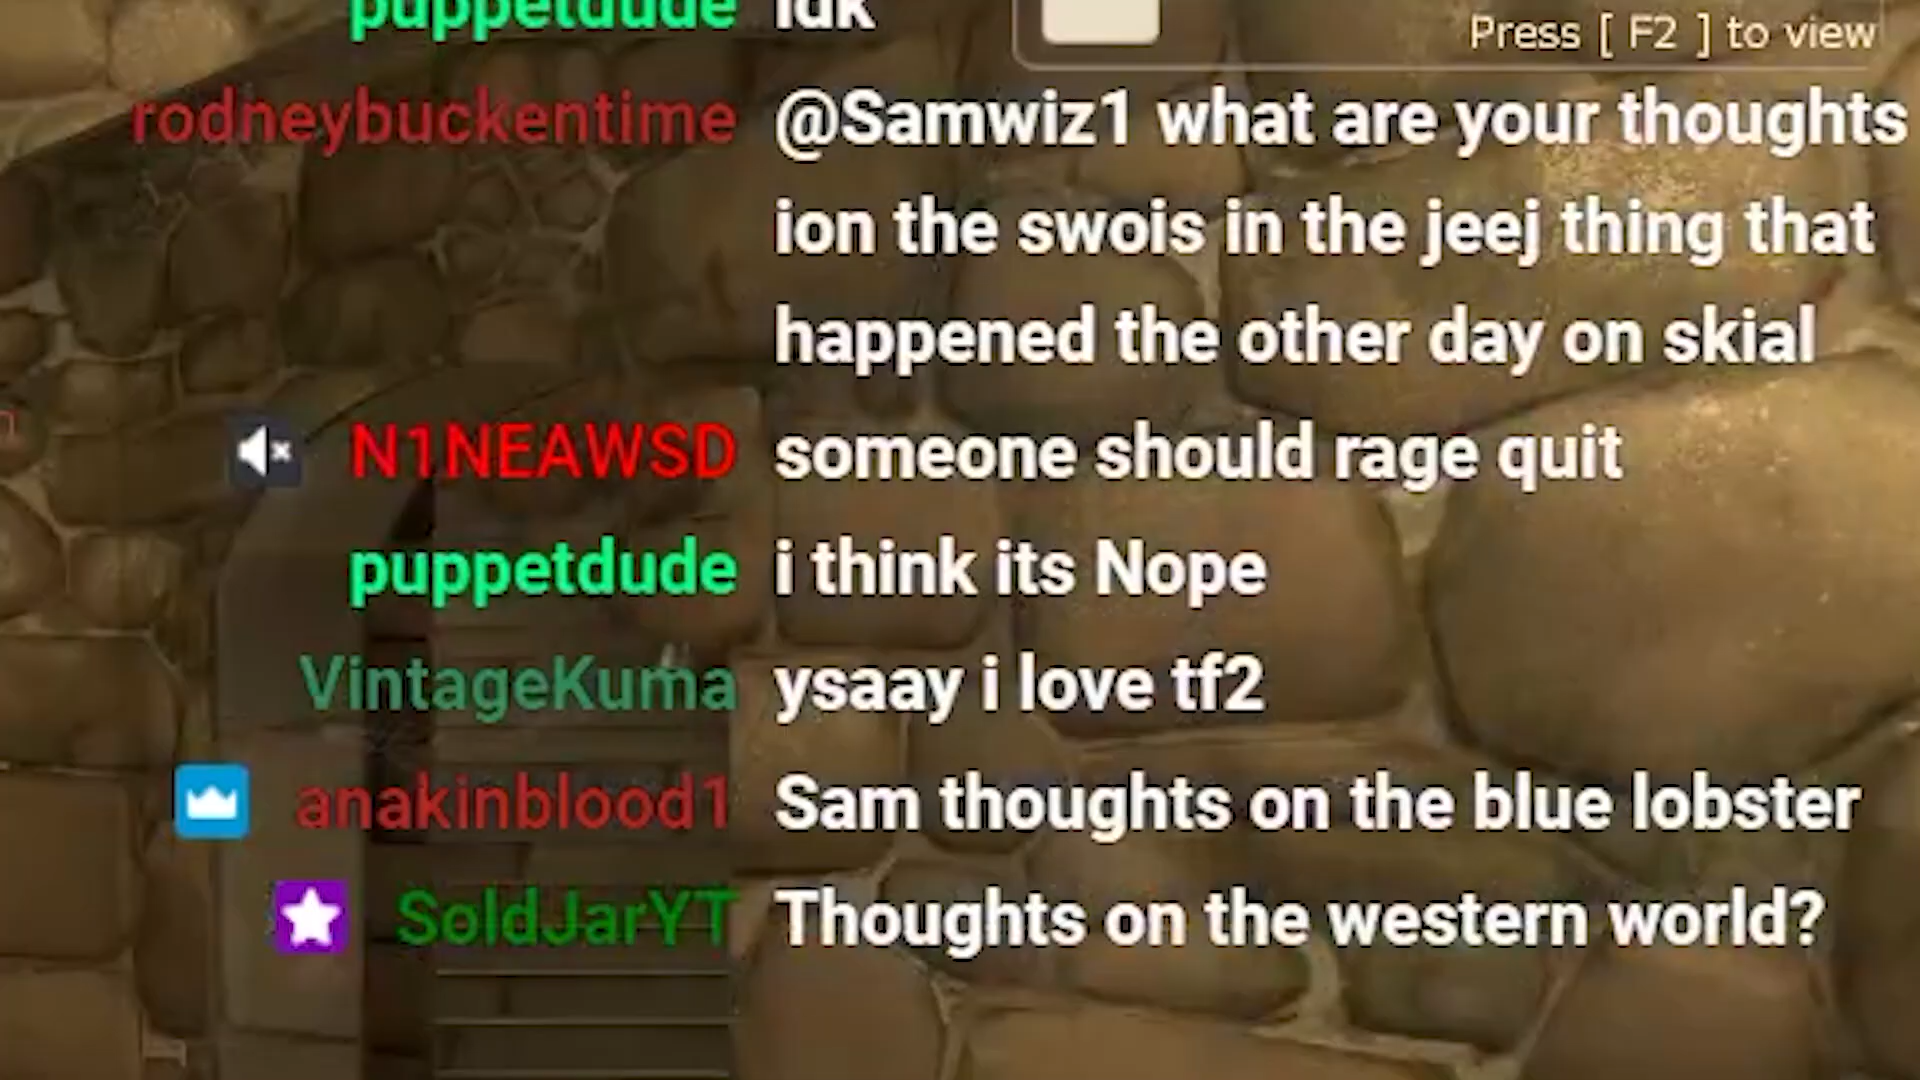 puppetdude idk
Press [ F2 ] to view
rodneybuckentime @Samwiz1 what are your thoughts
ion the swois in the jeej thing that
happened the other day on skial
N1NEAWSD someone should rage quit
puppetdude i think its Nope
VintageKuma ysaay i love tf2
anakinblood1 Sam thoughts on the blue lobster
SoldJarYT Thoughts on the western world?